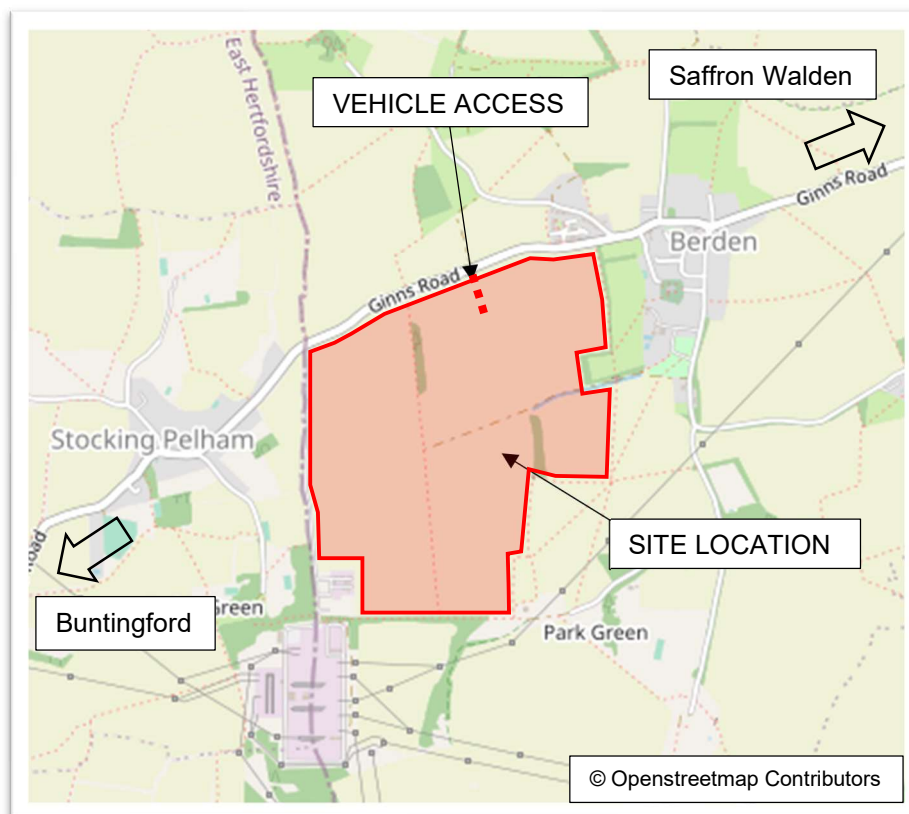 East Hertfordshire
Saffron Walden
VEHICLE ACCESS
Ginns Road
Berden
Ginns Road
Stocking Pelham
SITE LOCATION
Road
Buntingford
Green
Park Green
© Openstreetmap Contributors